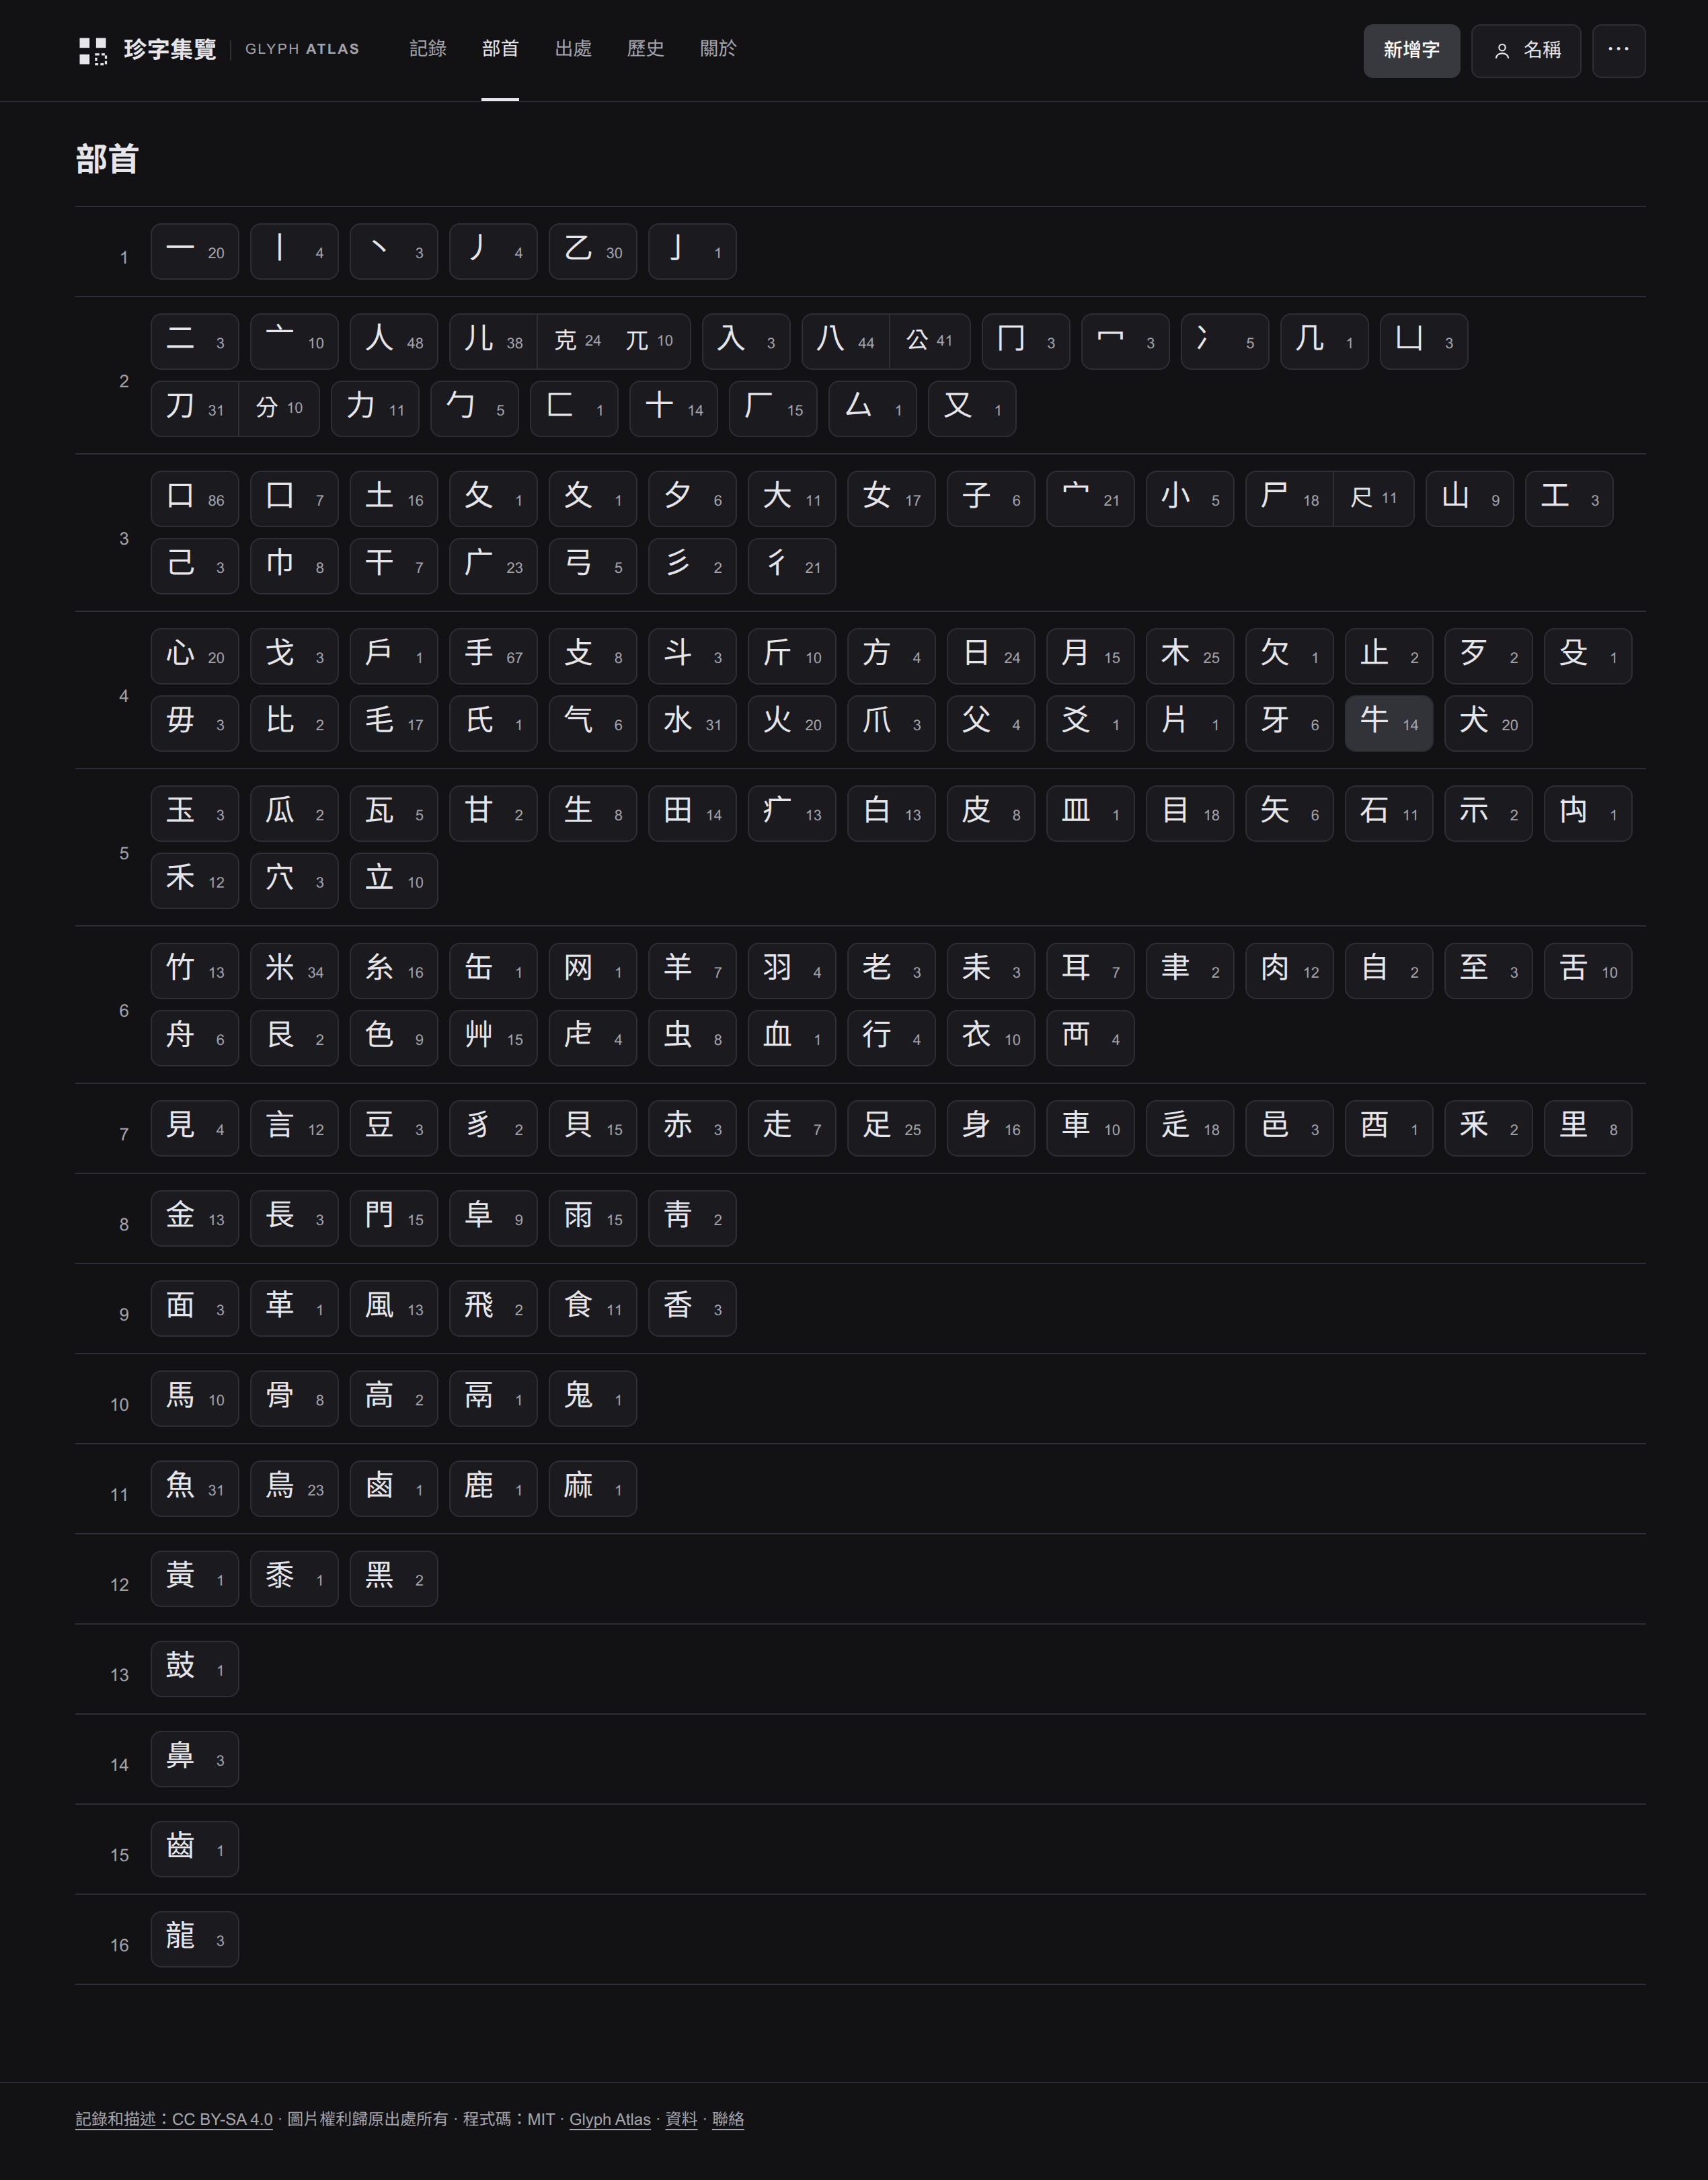 珍字集覽 GLYPH ATLAS 記錄 部首 出處 歷史 關於 新增字 名稱 ···
部首
1 一 20 丨 4 丶 3 丿 4 乙 30 亅 1
二 3 亠 10 人 48 儿 38 克 24 兀 10 入 3 八 44 公 41 冂 3 冖 3 冫 5 几 1 凵 3
2
刀 31 分 10 力 11 勹 5 匚 1 十 14 厂 15 厶 1 又 1
口 86 囗 7 土 16 夂 1 夊 1 夕 6 大 11 女 17 子 6 宀 21 小 5 尸 18 尺 11 山 9 工 3
3
己 3 巾 8 干 7 广 23 弓 5 彡 2 彳 21
心 20 戈 3 戶 1 手 67 攴 8 斗 3 斤 10 方 4 日 24 月 15 木 25 欠 1 止 2 歹 2 殳 1
4
毋 3 比 2 毛 17 氏 1 气 6 水 31 火 20 爪 3 父 4 爻 1 片 1 牙 6 牛 14 犬 20
玉 3 瓜 2 瓦 5 甘 2 生 8 田 14 疒 13 白 13 皮 8 皿 1 目 18 矢 6 石 11 示 2 禸 1
5
禾 12 穴 3 立 10
竹 13 米 34 糸 16 缶 1 网 1 羊 7 羽 4 老 3 耒 3 耳 7 聿 2 肉 12 自 2 至 3 舌 10
6
舟 6 艮 2 色 9 艸 15 虍 4 虫 8 血 1 行 4 衣 10 襾 4
7 見 4 言 12 豆 3 豸 2 貝 15 赤 3 走 7 足 25 身 16 車 10 辵 18 邑 3 酉 1 釆 2 里 8
8 金 13 長 3 門 15 阜 9 雨 15 靑 2
9 面 3 革 1 風 13 飛 2 食 11 香 3
10 馬 10 骨 8 高 2 鬲 1 鬼 1
11 魚 31 鳥 23 鹵 1 鹿 1 麻 1
12 黃 1 黍 1 黑 2
13 鼓 1
14 鼻 3
15 齒 1
16 龍 3
記錄和描述：CC BY-SA 4.0 · 圖片權利歸原出處所有 · 程式碼：MIT · Glyph Atlas · 資料 · 聯絡